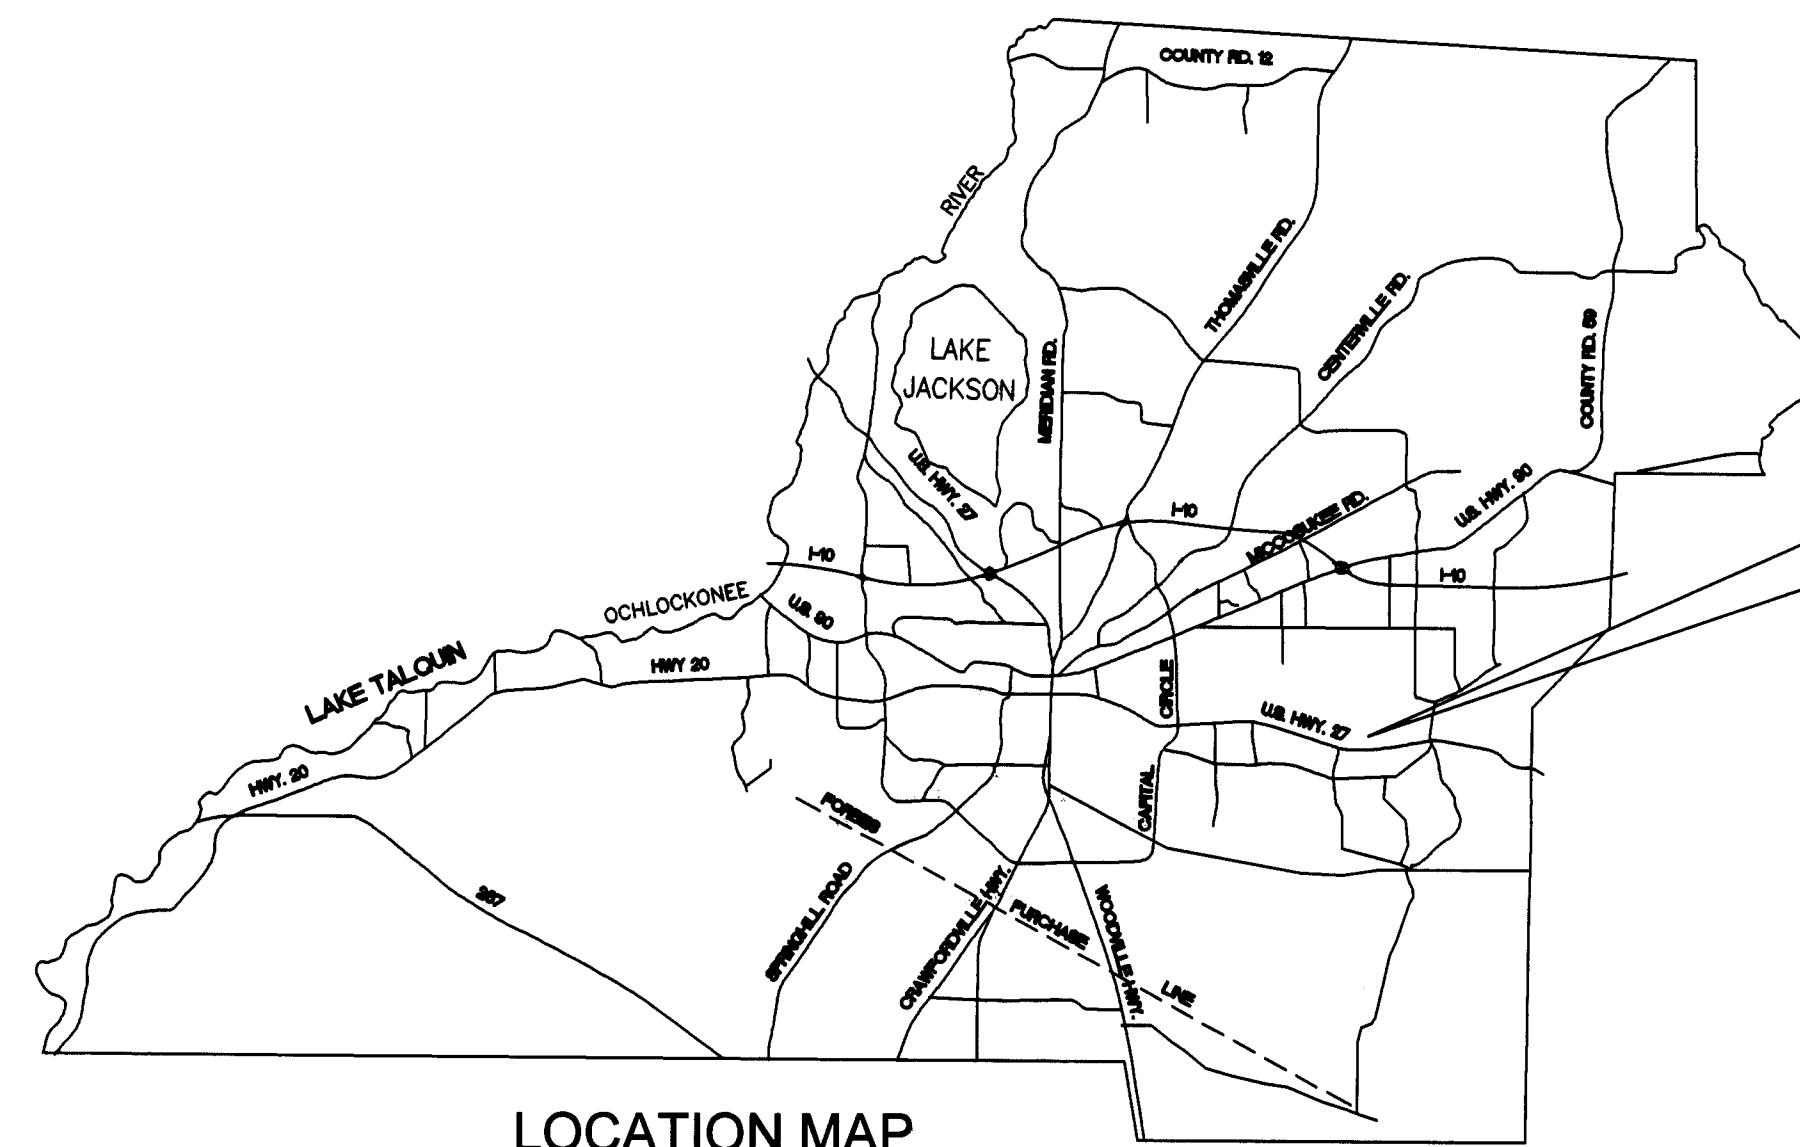 COUNTY RD. 12
RIVER
THOMASVILLE RD.
CENTERVILLE RD.
LAKE
JACKSON
MERIDIAN RD.
COUNTY RD. 59
U.S. HWY. 27
I-10
MICCOSUKEE RD.
U.S. HWY. 90
I-10
I-10
OCHLOCKONEE
U.S. 90
LAKE TALQUIN
HWY 20
CIRCLE
U.S. HWY. 27
HWY. 20
CAPITAL
FORBES
267
SPRINGHILL ROAD
CRAWFORDVILLE HWY.
PURCHASE
WOODVILLE HWY.
LINE
LOCATION MAP